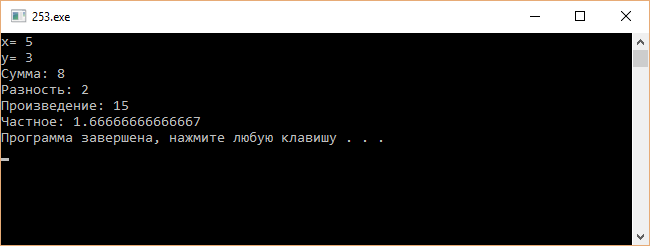 253.exe
x= 5
y= 3
Сумма: 8
Разность: 2
Произведение: 15
Частное: 1.66666666666667
Программа завершена, нажмите любую клавишу . . .